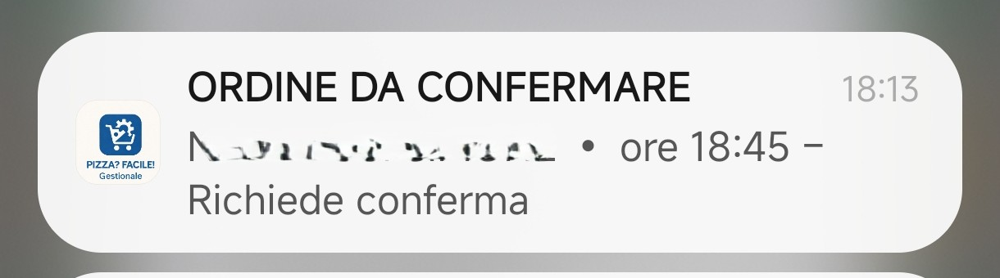 ORDINE DA CONFERMARE
18:13
• ore 18:45 –
Richiede conferma
PIZZA? FACILE!
Gestionale